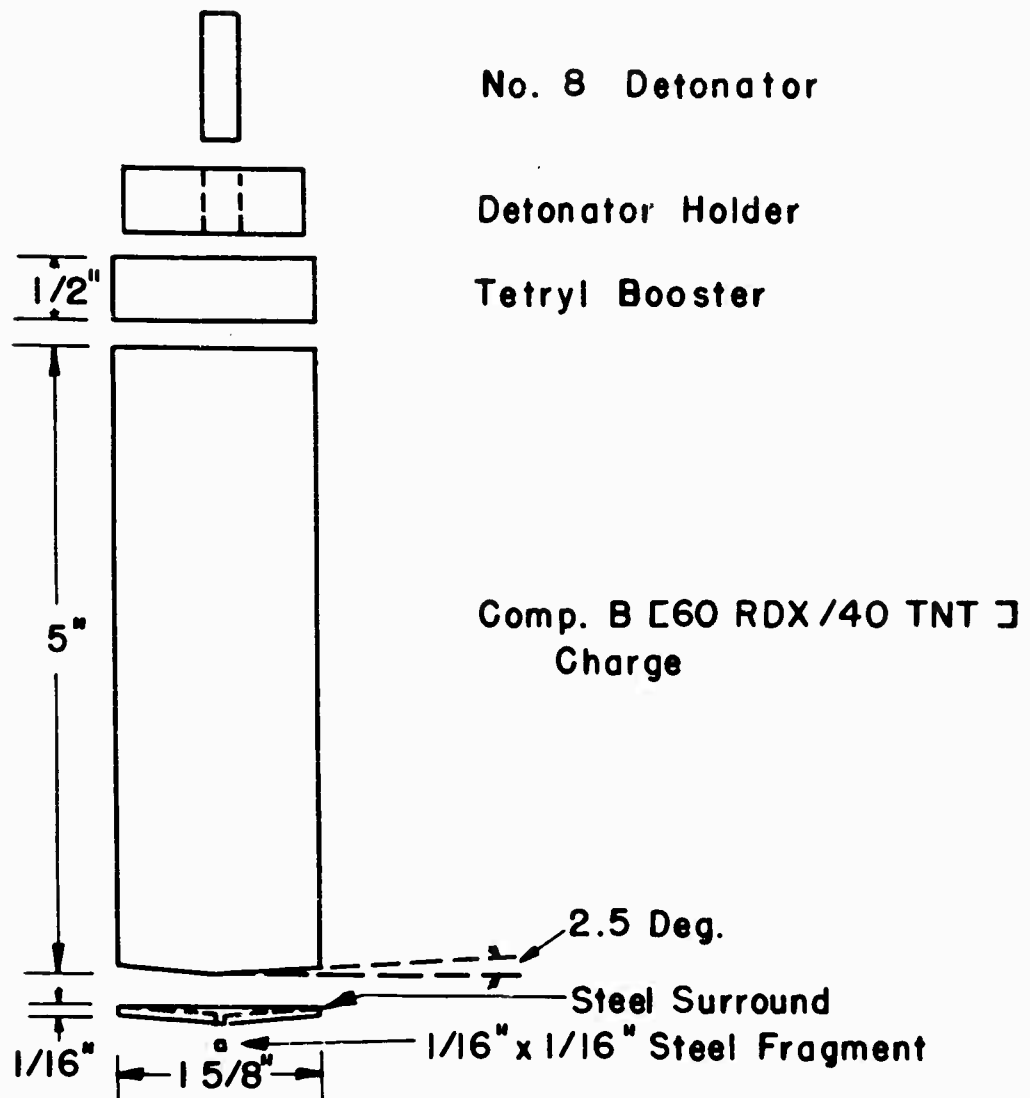 No. 8 Detonator
Detonator Holder
1/2"
Tetryl Booster
5"
Comp. B [60 RDX/40 TNT]
Charge
2.5 Deg.
Steel Surround
1/16" x 1/16" Steel Fragment
1/16"
1 5/8"